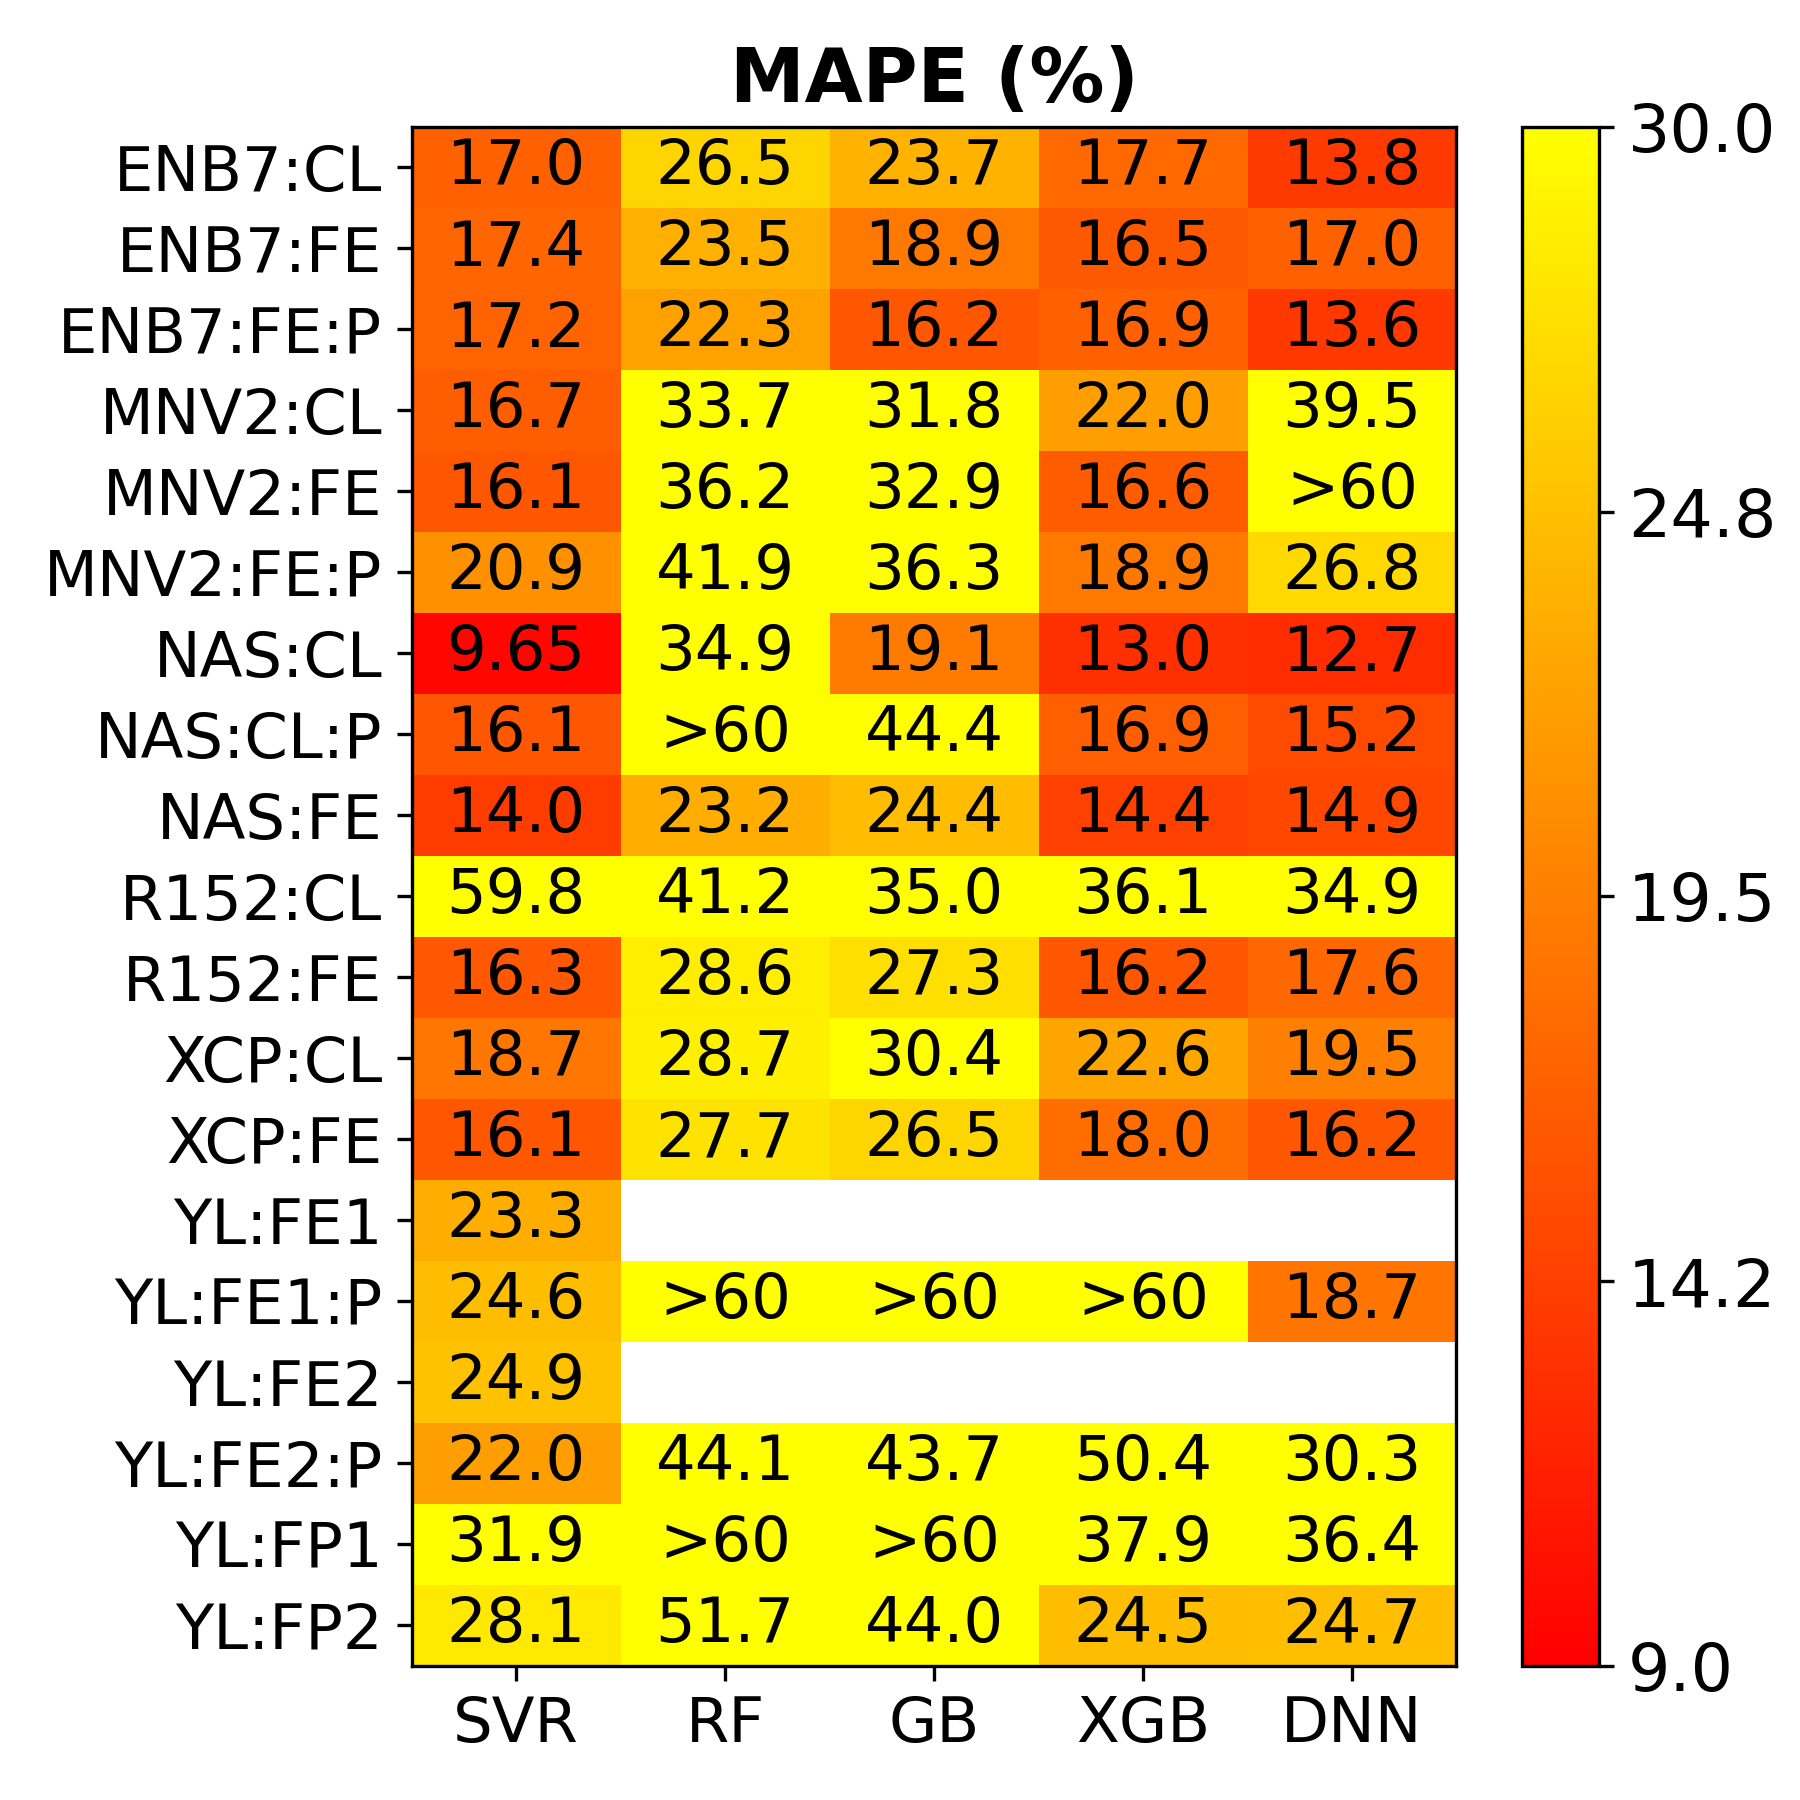 MAPE (%)
ENB7:CL 17.0 26.5 23.7 17.7 13.8
ENB7:FE 17.4 23.5 18.9 16.5 17.0
ENB7:FE:P 17.2 22.3 16.2 16.9 13.6
MNV2:CL 16.7 33.7 31.8 22.0 39.5
MNV2:FE 16.1 36.2 32.9 16.6 >60
MNV2:FE:P 20.9 41.9 36.3 18.9 26.8
NAS:CL 9.65 34.9 19.1 13.0 12.7
NAS:CL:P 16.1 >60 44.4 16.9 15.2
NAS:FE 14.0 23.2 24.4 14.4 14.9
R152:CL 59.8 41.2 35.0 36.1 34.9
R152:FE 16.3 28.6 27.3 16.2 17.6
XCP:CL 18.7 28.7 30.4 22.6 19.5
XCP:FE 16.1 27.7 26.5 18.0 16.2
YL:FE1 23.3
YL:FE1:P 24.6 >60 >60 >60 18.7
YL:FE2 24.9
YL:FE2:P 22.0 44.1 43.7 50.4 30.3
YL:FP1 31.9 >60 >60 37.9 36.4
YL:FP2 28.1 51.7 44.0 24.5 24.7
SVR RF GB XGB DNN
30.0
24.8
19.5
14.2
9.0